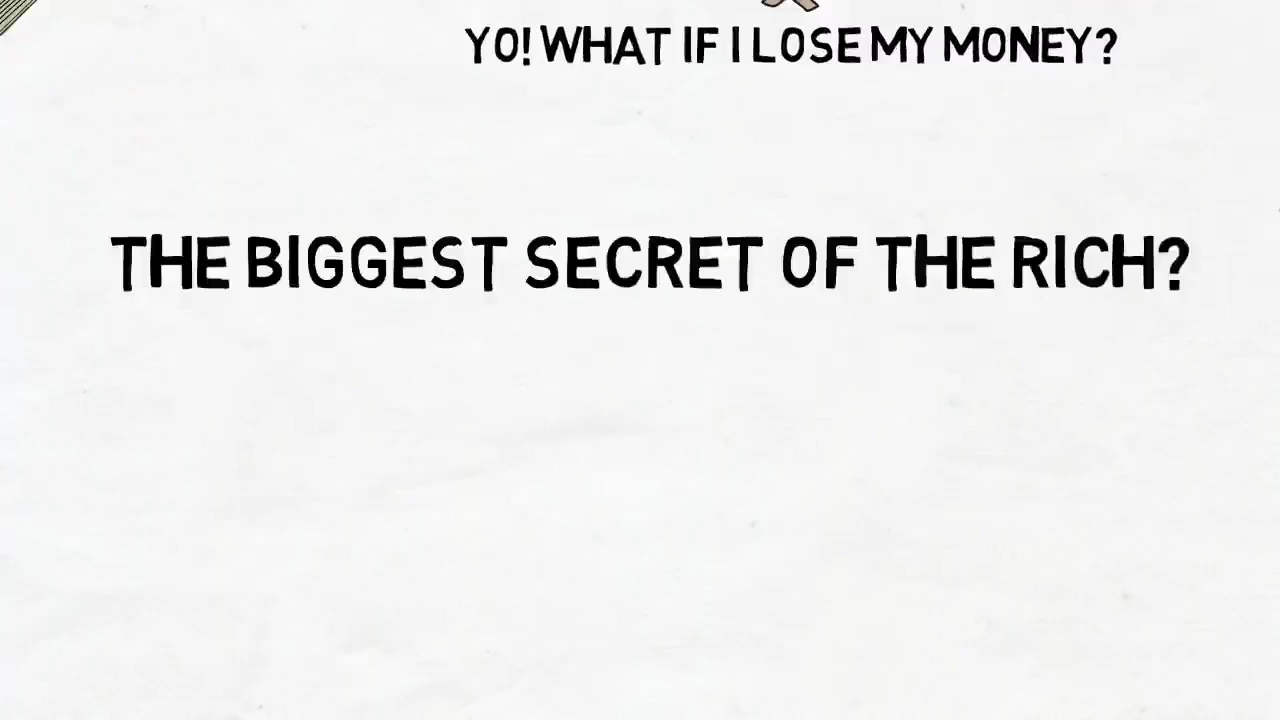 YO! WHAT IF I LOSE MY MONEY?
THE BIGGEST SECRET OF THE RICH?